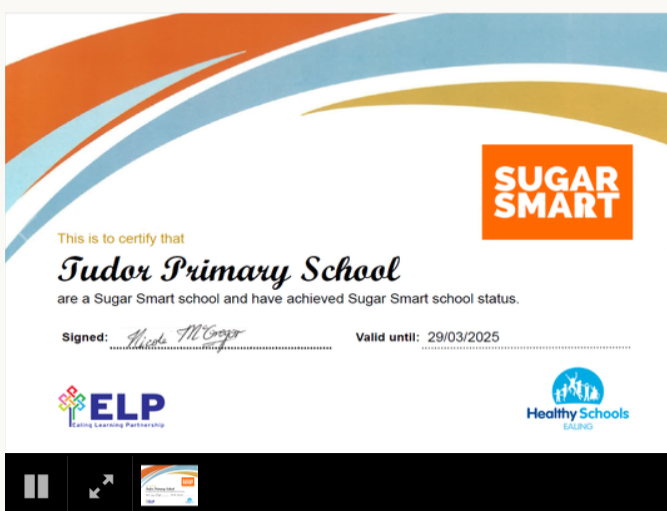 SUGAR
SMART
This is to certify that
Tudor Primary School
are a Sugar Smart school and have achieved Sugar Smart school status.
Signed: Nicole McGregor Valid until: 29/03/2025
ELP
Ealing Learning Partnership
Healthy Schools
EALING